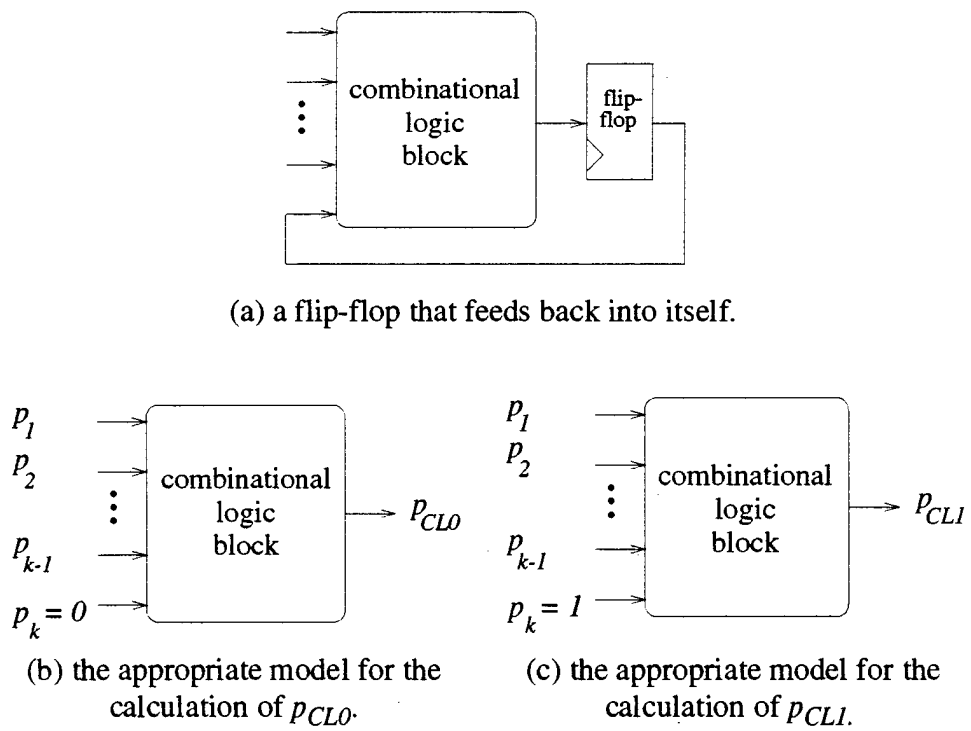 combinational
logic
block
flip-
flop
(a) a flip-flop that feeds back into itself.
p1
p2
pk-1
pk = 0
combinational
logic
block
pCL0
(b) the appropriate model for the
calculation of pCL0.
p1
p2
pk-1
pk = 1
combinational
logic
block
pCL1
(c) the appropriate model for the
calculation of pCL1.